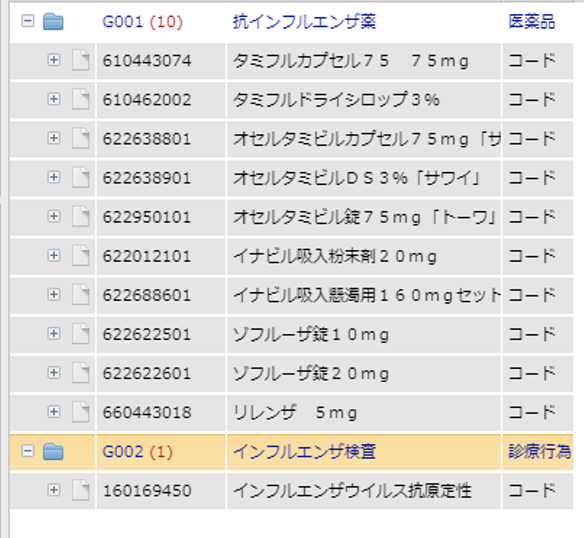 G001 (10) 抗インフルエンザ薬 医薬品
610443074 タミフルカプセル７５　７５ｍｇ コード
610462002 タミフルドライシロップ３％ コード
622638801 オセルタミビルカプセル７５ｍｇ「サ コード
622638901 オセルタミビルＤＳ３％「サワイ」 コード
622950101 オセルタミビル錠７５ｍｇ「トーワ」 コード
622012101 イナビル吸入粉末剤２０ｍｇ コード
622688601 イナビル吸入懸濁用１６０ｍｇセット コード
622622501 ゾフルーザ錠１０ｍｇ コード
622622601 ゾフルーザ錠２０ｍｇ コード
660443018 リレンザ　５ｍｇ コード
G002 (1) インフルエンザ検査 診療行為
160169450 インフルエンザウイルス抗原定性 コード